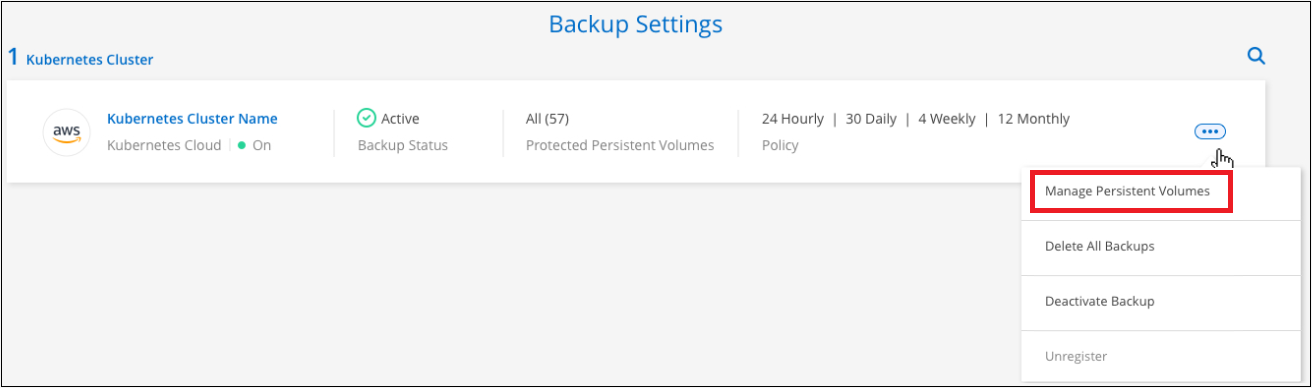 Backup Settings
1 Kubernetes Cluster
aws
Kubernetes Cluster Name
Kubernetes Cloud | On
Active
Backup Status
All (57)
Protected Persistent Volumes
24 Hourly | 30 Daily | 4 Weekly | 12 Monthly
Policy
Manage Persistent Volumes
Delete All Backups
Deactivate Backup
Unregister